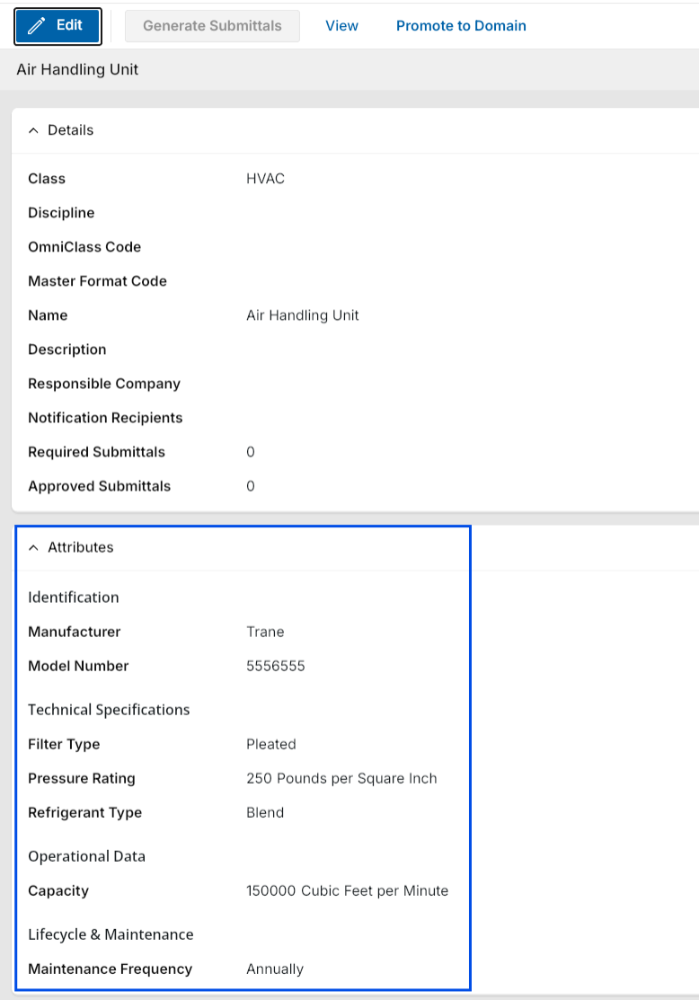 Edit Generate Submittals View Promote to Domain
Air Handling Unit
Details
Class HVAC
Discipline
OmniClass Code
Master Format Code
Name Air Handling Unit
Description
Responsible Company
Notification Recipients
Required Submittals 0
Approved Submittals 0
Attributes
Identification
Manufacturer Trane
Model Number 5556555
Technical Specifications
Filter Type Pleated
Pressure Rating 250 Pounds per Square Inch
Refrigerant Type Blend
Operational Data
Capacity 150000 Cubic Feet per Minute
Lifecycle & Maintenance
Maintenance Frequency Annually